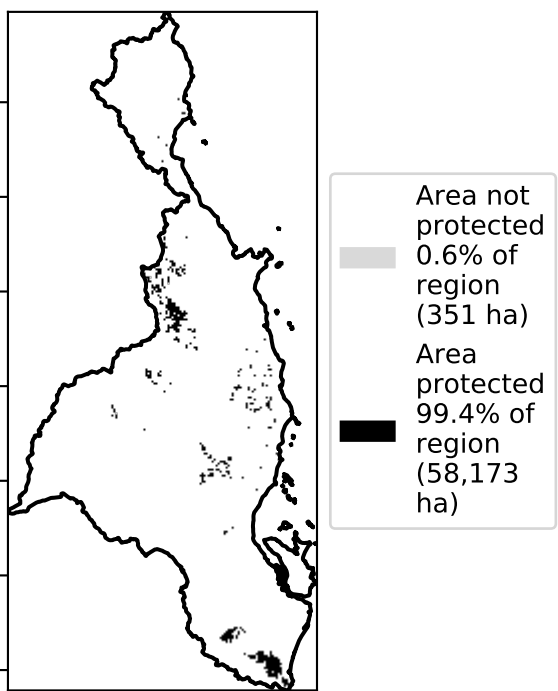 Area not
protected
0.6% of
region
(351 ha)
Area
protected
99.4% of
region
(58,173
ha)